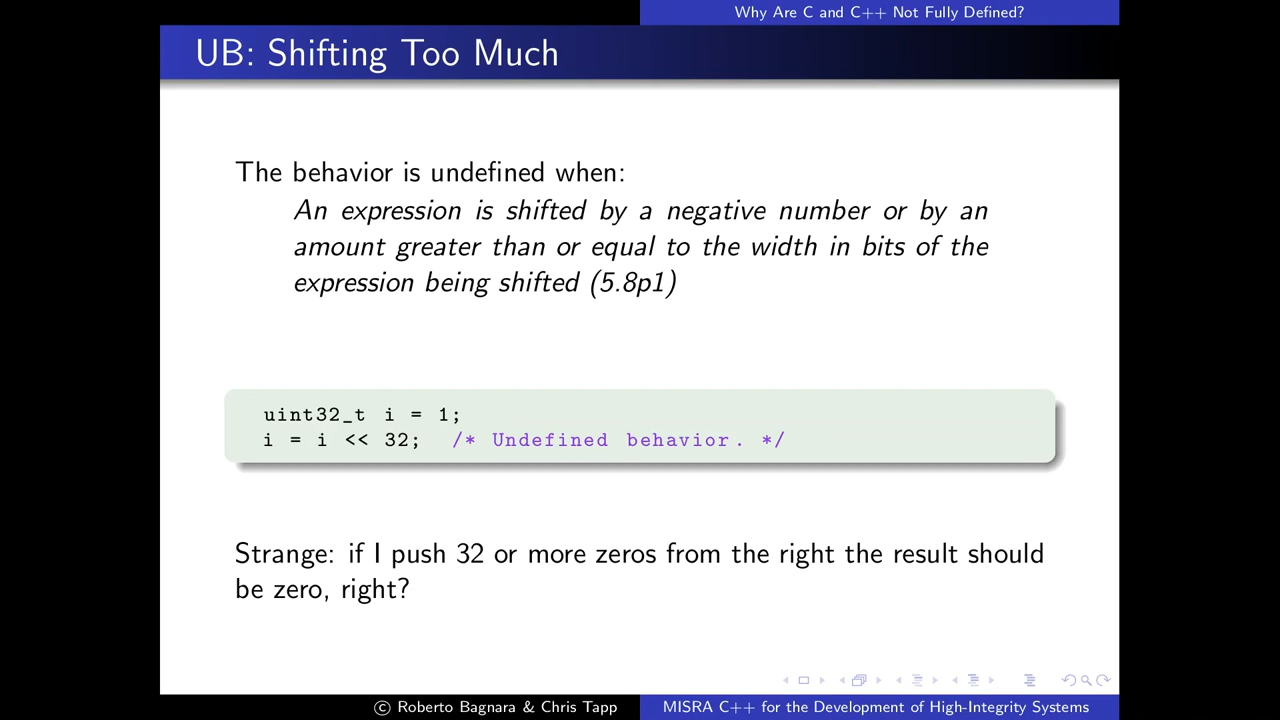 Why Are C and C++ Not Fully Defined?
UB: Shifting Too Much
The behavior is undefined when:
An expression is shifted by a negative number or by an
amount greater than or equal to the width in bits of the
expression being shifted (5.8p1)
uint32_t i = 1;
i = i << 32;  /* Undefined behavior. */
Strange: if I push 32 or more zeros from the right the result should
be zero, right?
© Roberto Bagnara & Chris Tapp
MISRA C++ for the Development of High-Integrity Systems